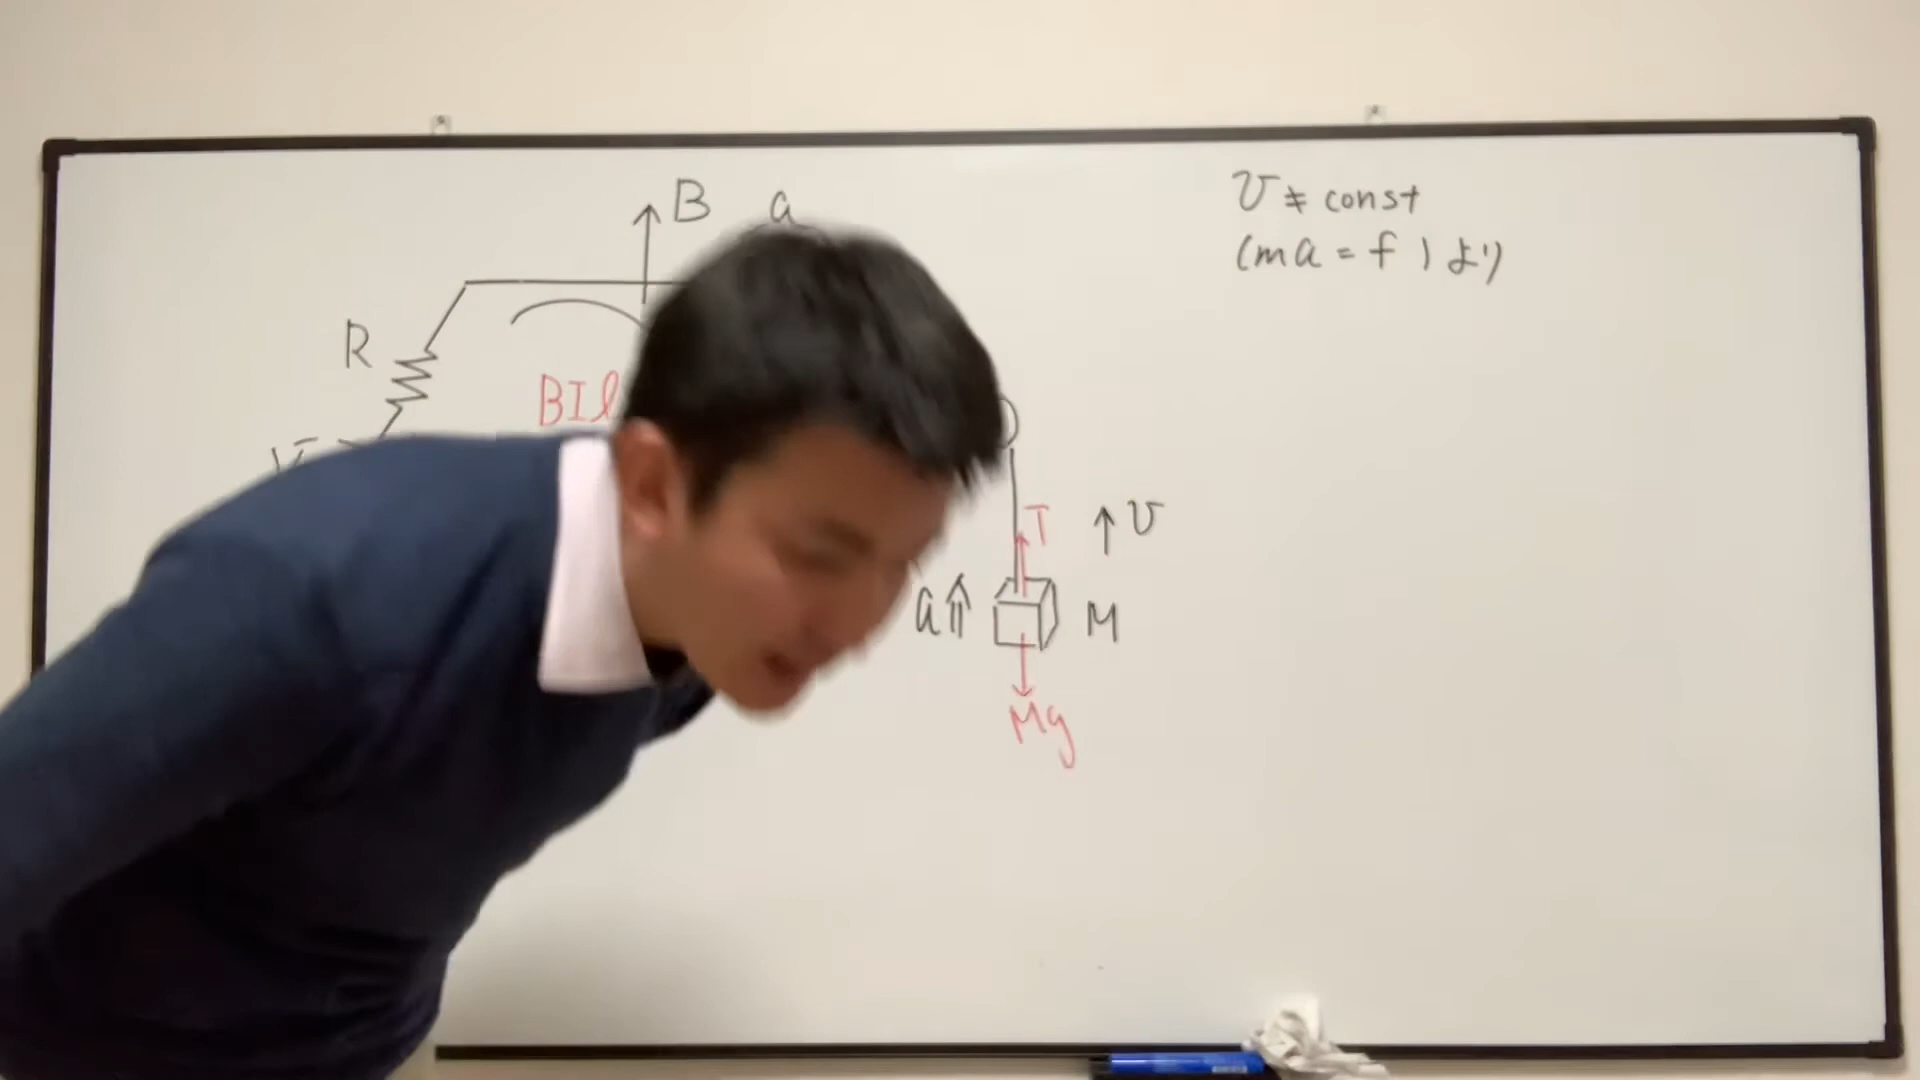 B a
R
BIl
V
T
↑ v
a ⇑
M
Mg
v ≠ const
(ma = f) より